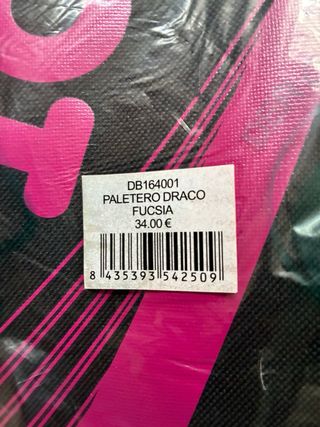 DB164001
PALETERO DRACO
FUCSIA
34.00 €
8 435393 542509